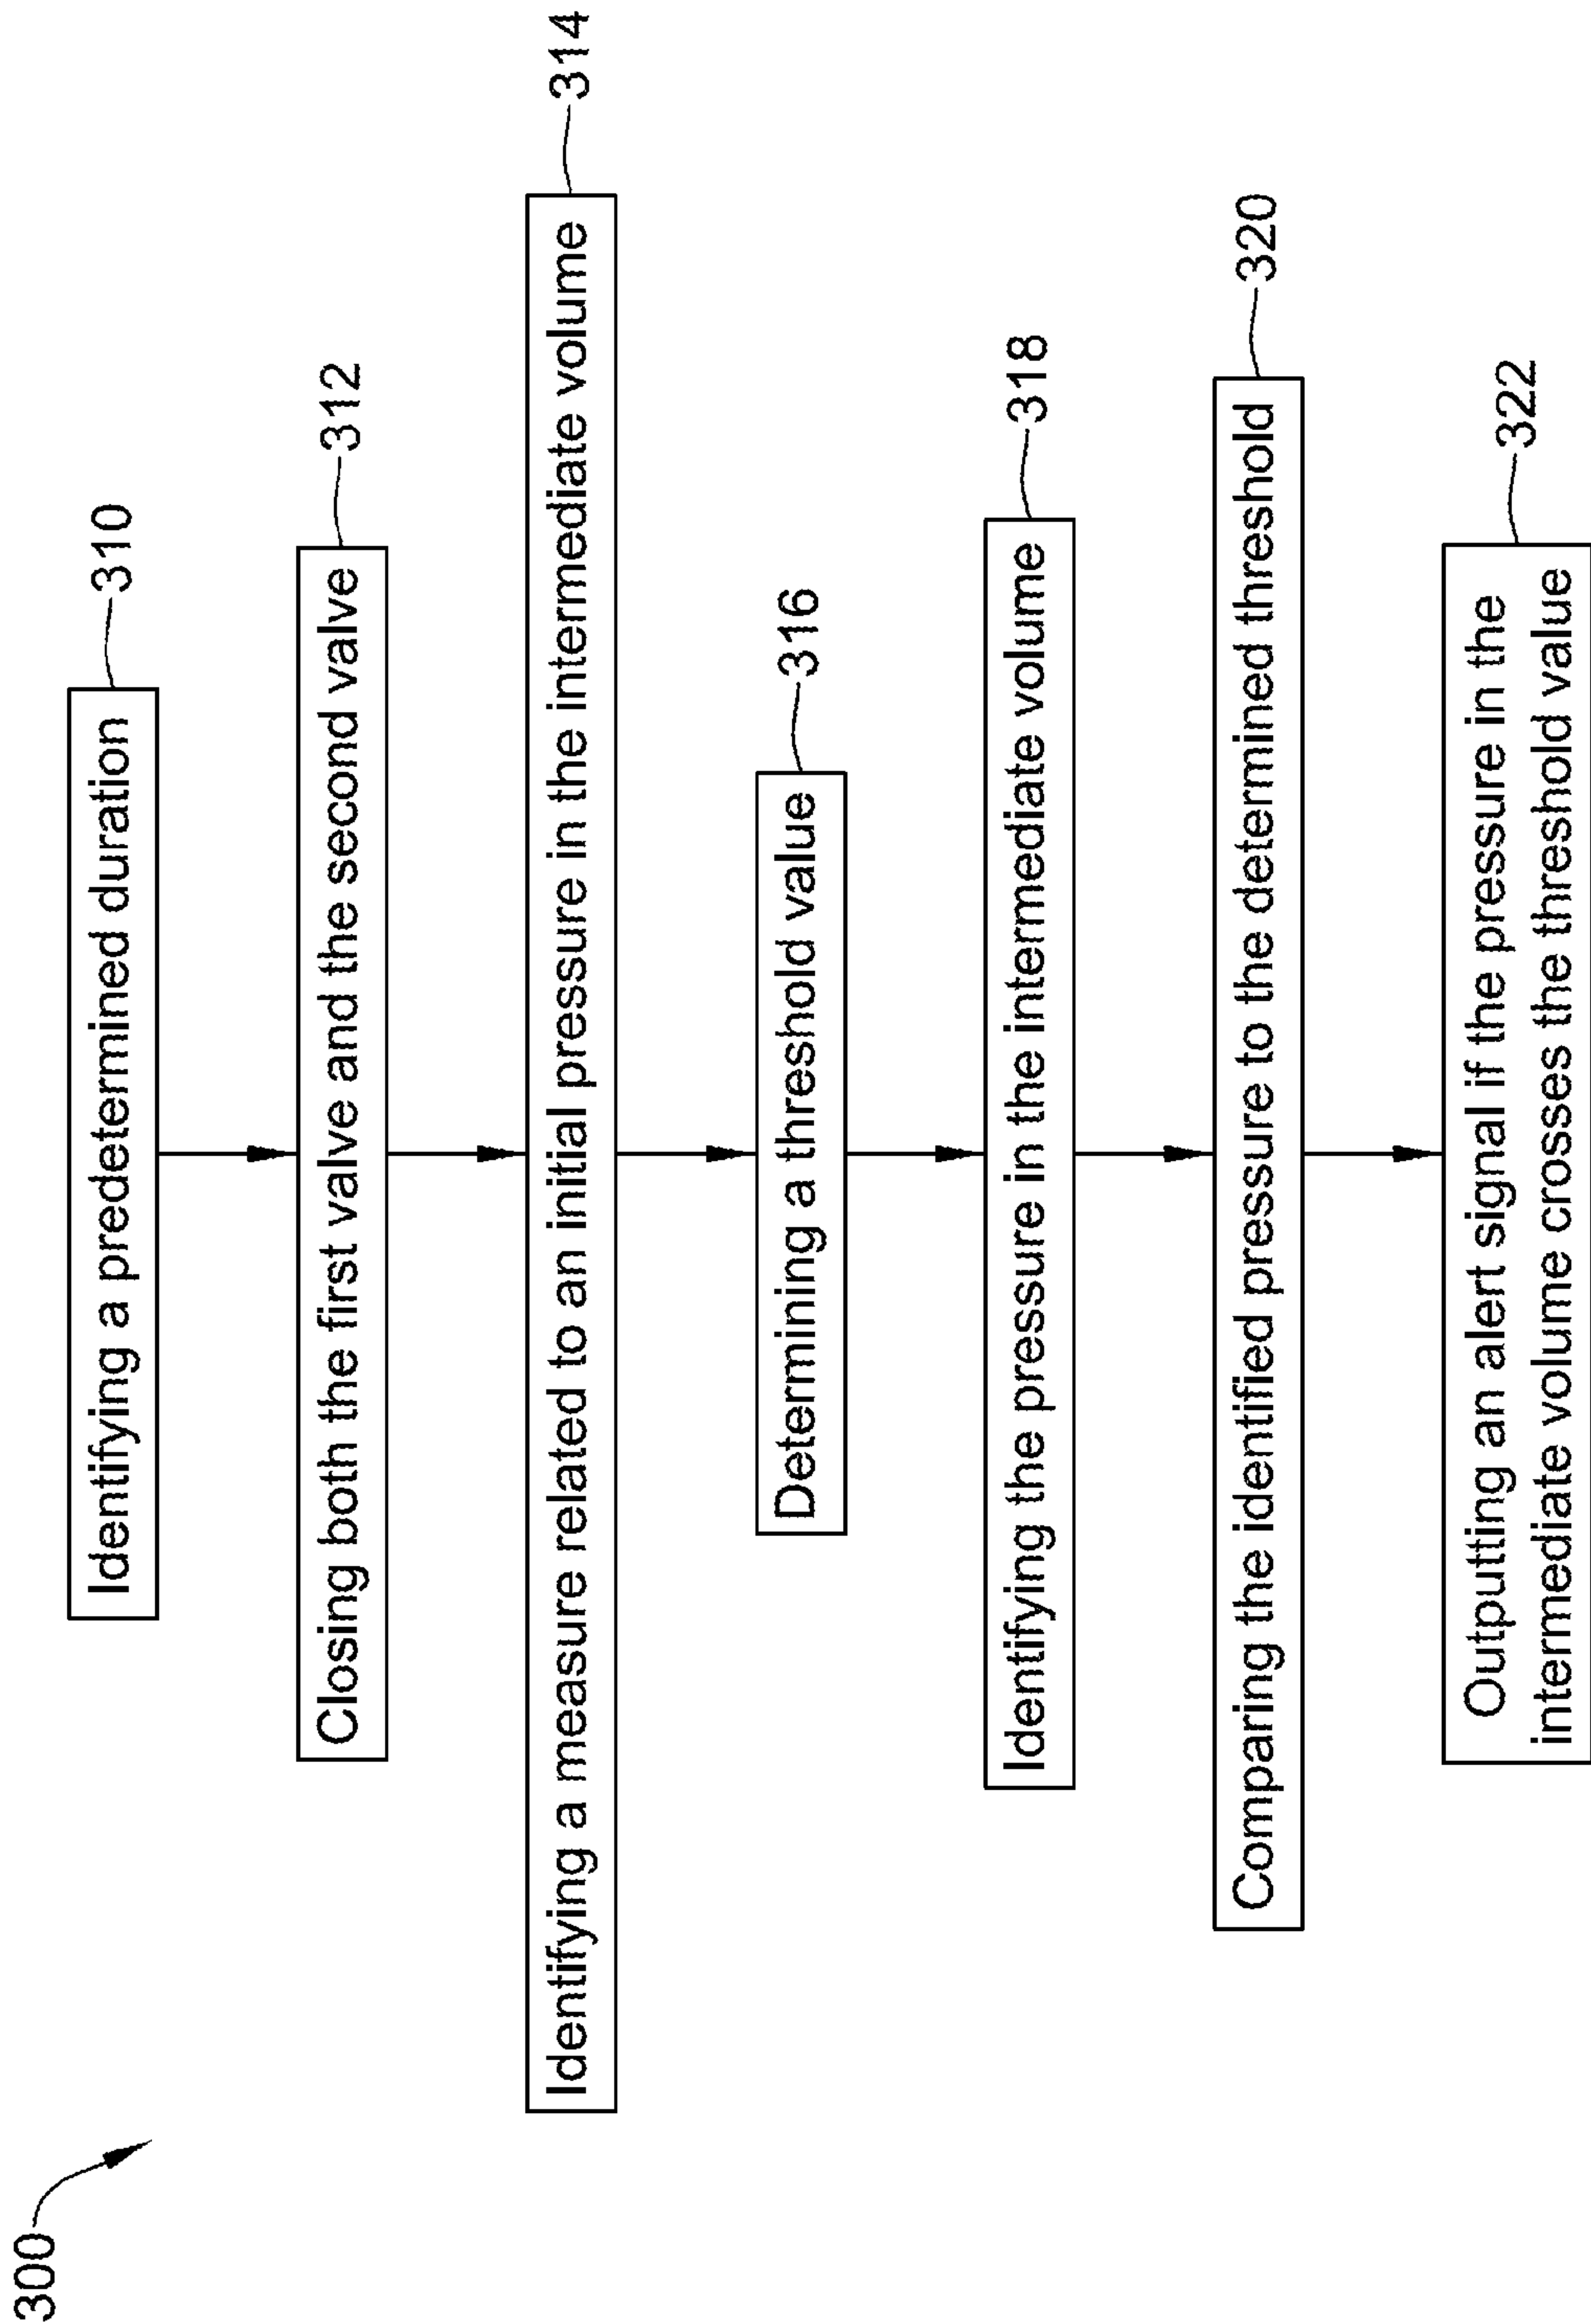 300
Identifying a predetermined duration
310
Closing both the first valve and the second valve
312
Identifying a measure related to an initial pressure in the intermediate volume
314
Determining a threshold value
316
Identifying the pressure in the intermediate volume
318
Comparing the identified pressure to the determined threshold
320
Outputting an alert signal if the pressure in the
intermediate volume crosses the threshold value
322